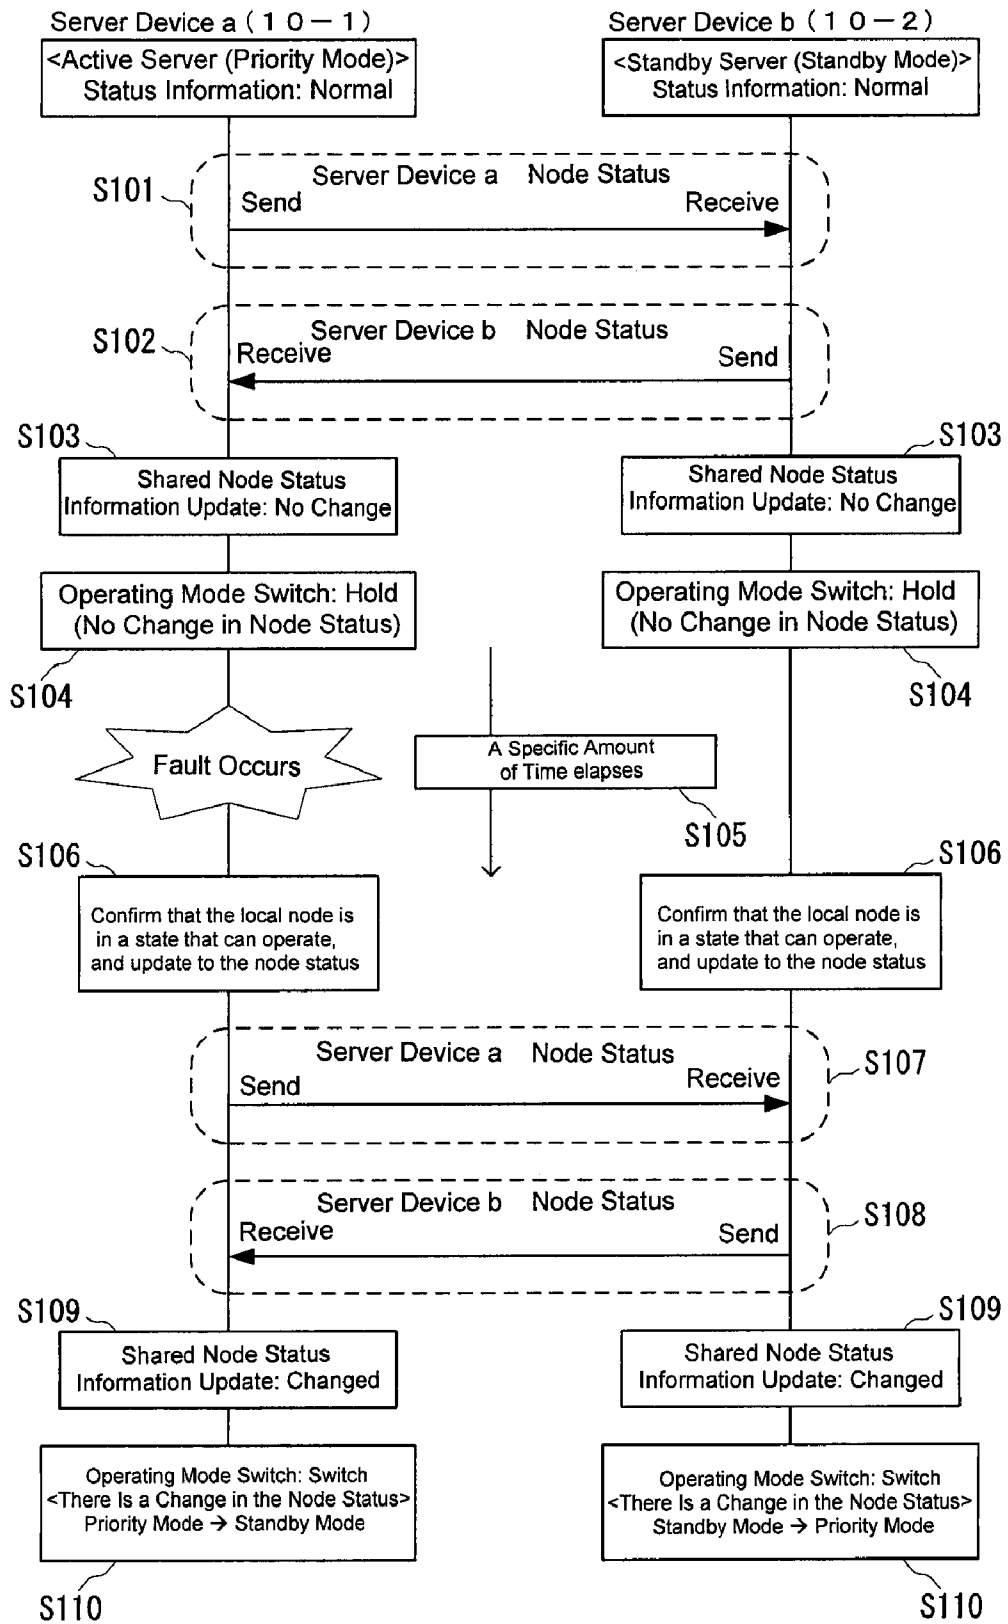 Server Device a (10-1)
Server Device b (10-2)
<Active Server (Priority Mode)>
Status Information: Normal
<Standby Server (Standby Mode)>
Status Information: Normal
S101
Server Device a Node Status
Send
Receive
S102
Server Device b Node Status
Receive
Send
S103
S103
Shared Node Status
Information Update: No Change
Shared Node Status
Information Update: No Change
Operating Mode Switch: Hold
(No Change in Node Status)
Operating Mode Switch: Hold
(No Change in Node Status)
S104
S104
Fault Occurs
A Specific Amount
of Time elapses
S105
S106
S106
Confirm that the local node is
in a state that can operate,
and update to the node status
Confirm that the local node is
in a state that can operate,
and update to the node status
Server Device a Node Status
Send
Receive
S107
Server Device b Node Status
Receive
Send
S108
S109
S109
Shared Node Status
Information Update: Changed
Shared Node Status
Information Update: Changed
Operating Mode Switch: Switch
<There Is a Change in the Node Status>
Priority Mode → Standby Mode
Operating Mode Switch: Switch
<There Is a Change in the Node Status>
Standby Mode → Priority Mode
S110
S110